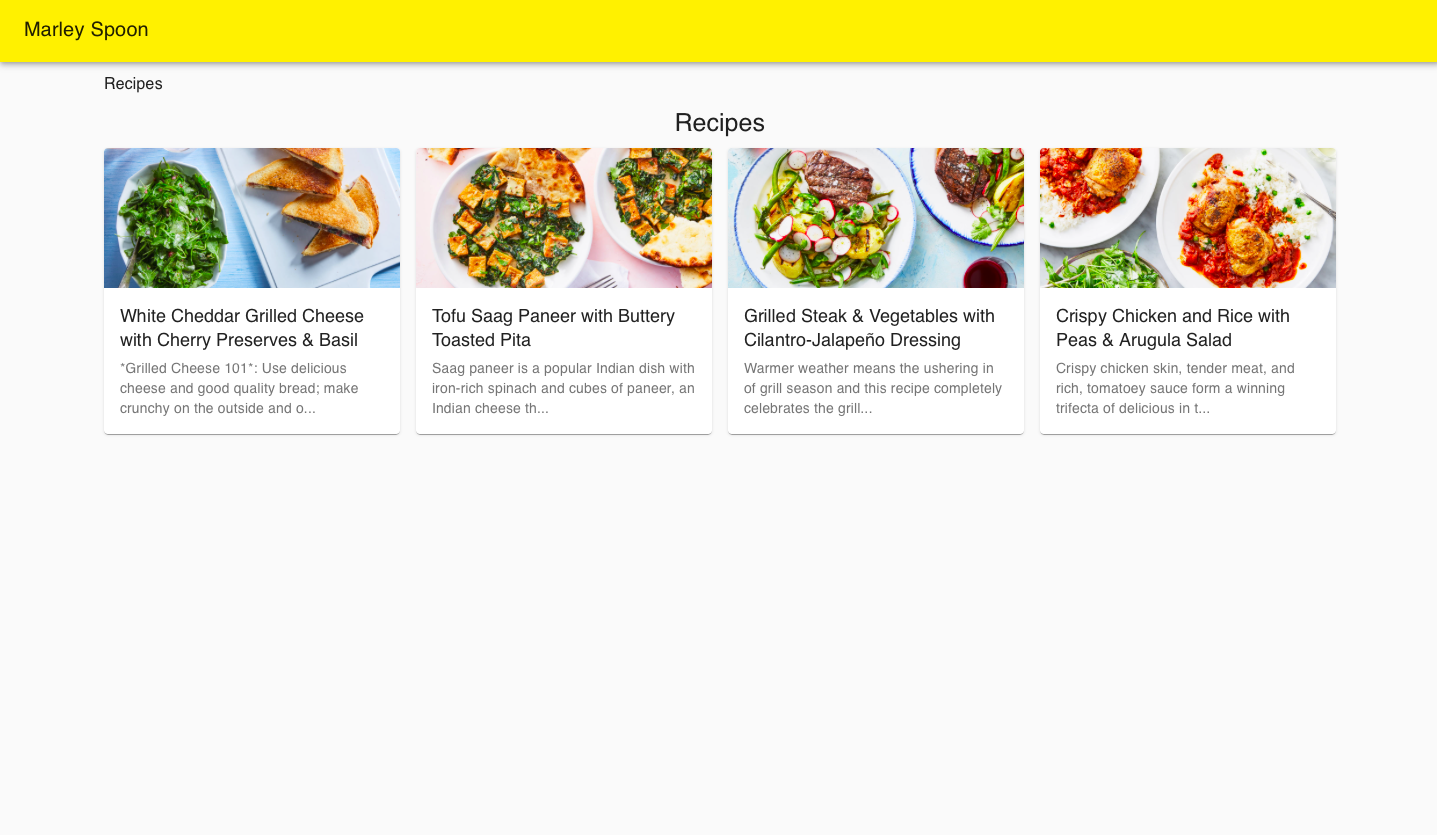 Marley Spoon
Recipes
Recipes
White Cheddar Grilled Cheese
with Cherry Preserves & Basil
*Grilled Cheese 101*: Use delicious
cheese and good quality bread; make
crunchy on the outside and o...
Tofu Saag Paneer with Buttery
Toasted Pita
Saag paneer is a popular Indian dish with
iron-rich spinach and cubes of paneer, an
Indian cheese th...
Grilled Steak & Vegetables with
Cilantro-Jalapeño Dressing
Warmer weather means the ushering in
of grill season and this recipe completely
celebrates the grill...
Crispy Chicken and Rice with
Peas & Arugula Salad
Crispy chicken skin, tender meat, and
rich, tomatoey sauce form a winning
trifecta of delicious in t...